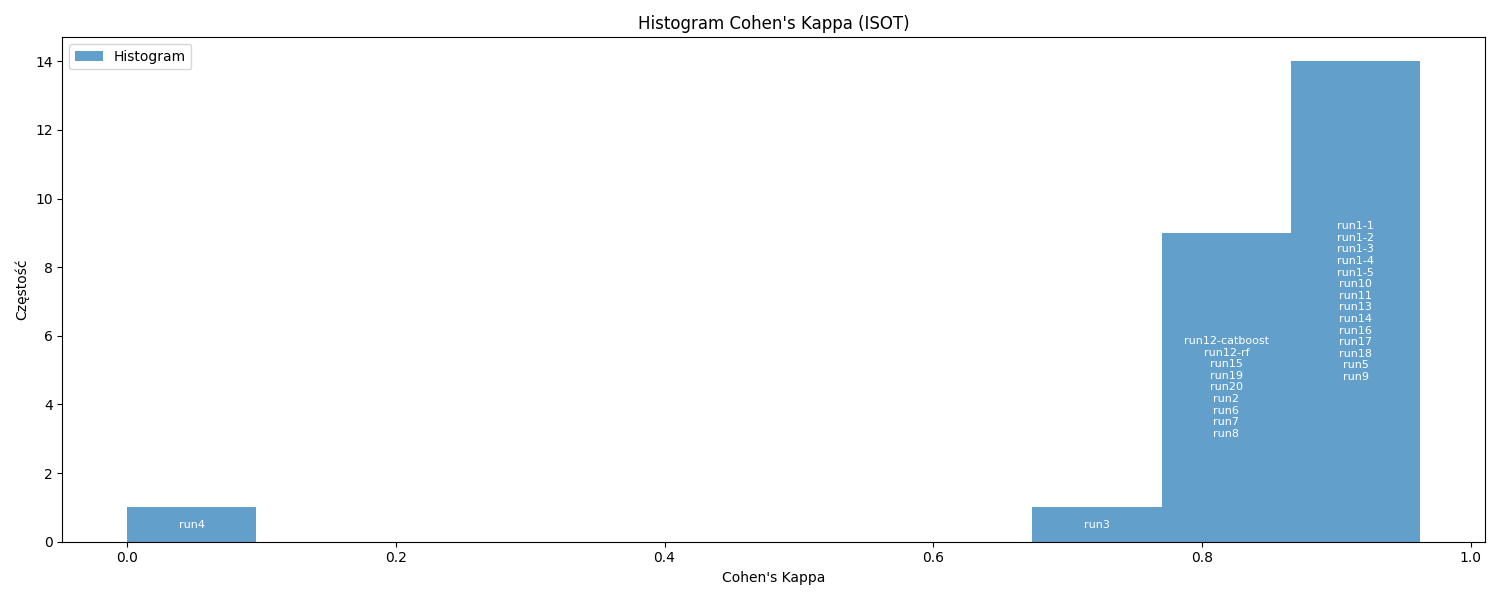 Histogram Cohen's Kappa (ISOT)
Histogram
14
12
10
8
6
4
2
0
Częstość
run4
run3
run12-catboost
run12-rf
run15
run19
run20
run2
run6
run7
run8
run1-1
run1-2
run1-3
run1-4
run1-5
run10
run11
run13
run14
run16
run17
run18
run5
run9
0.0 0.2 0.4 0.6 0.8 1.0
Cohen's Kappa